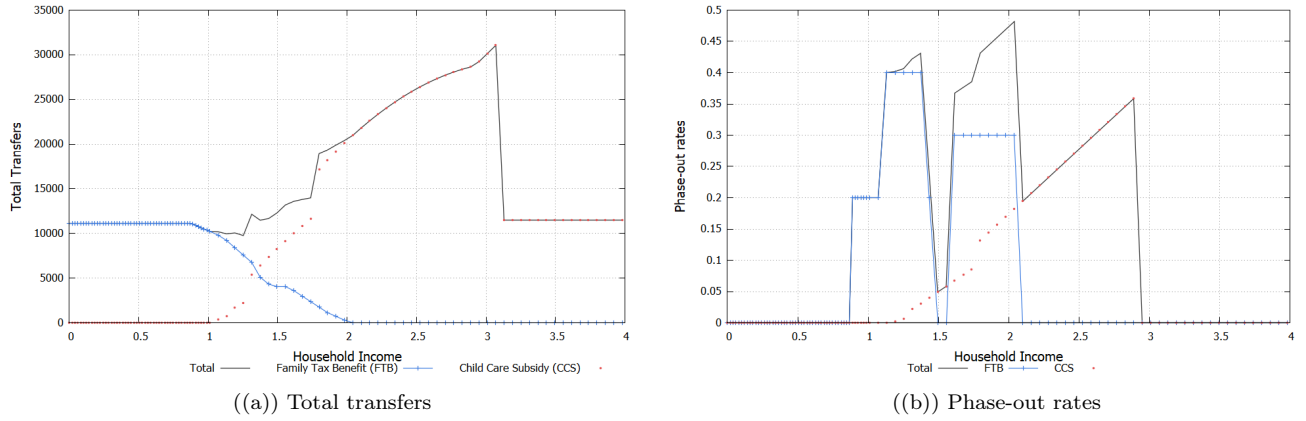 35000
30000
25000
20000
15000
10000
5000
0
Total Transfers
0 0.5 1 1.5 2 2.5 3 3.5 4
Household Income
Total Family Tax Benefit (FTB) Child Care Subsidy (CCS)
((a)) Total transfers
0.5
0.45
0.4
0.35
0.3
0.25
0.2
0.15
0.1
0.05
0
Phase-out rates
0 0.5 1 1.5 2 2.5 3 3.5 4
Household Income
Total FTB CCS
((b)) Phase-out rates